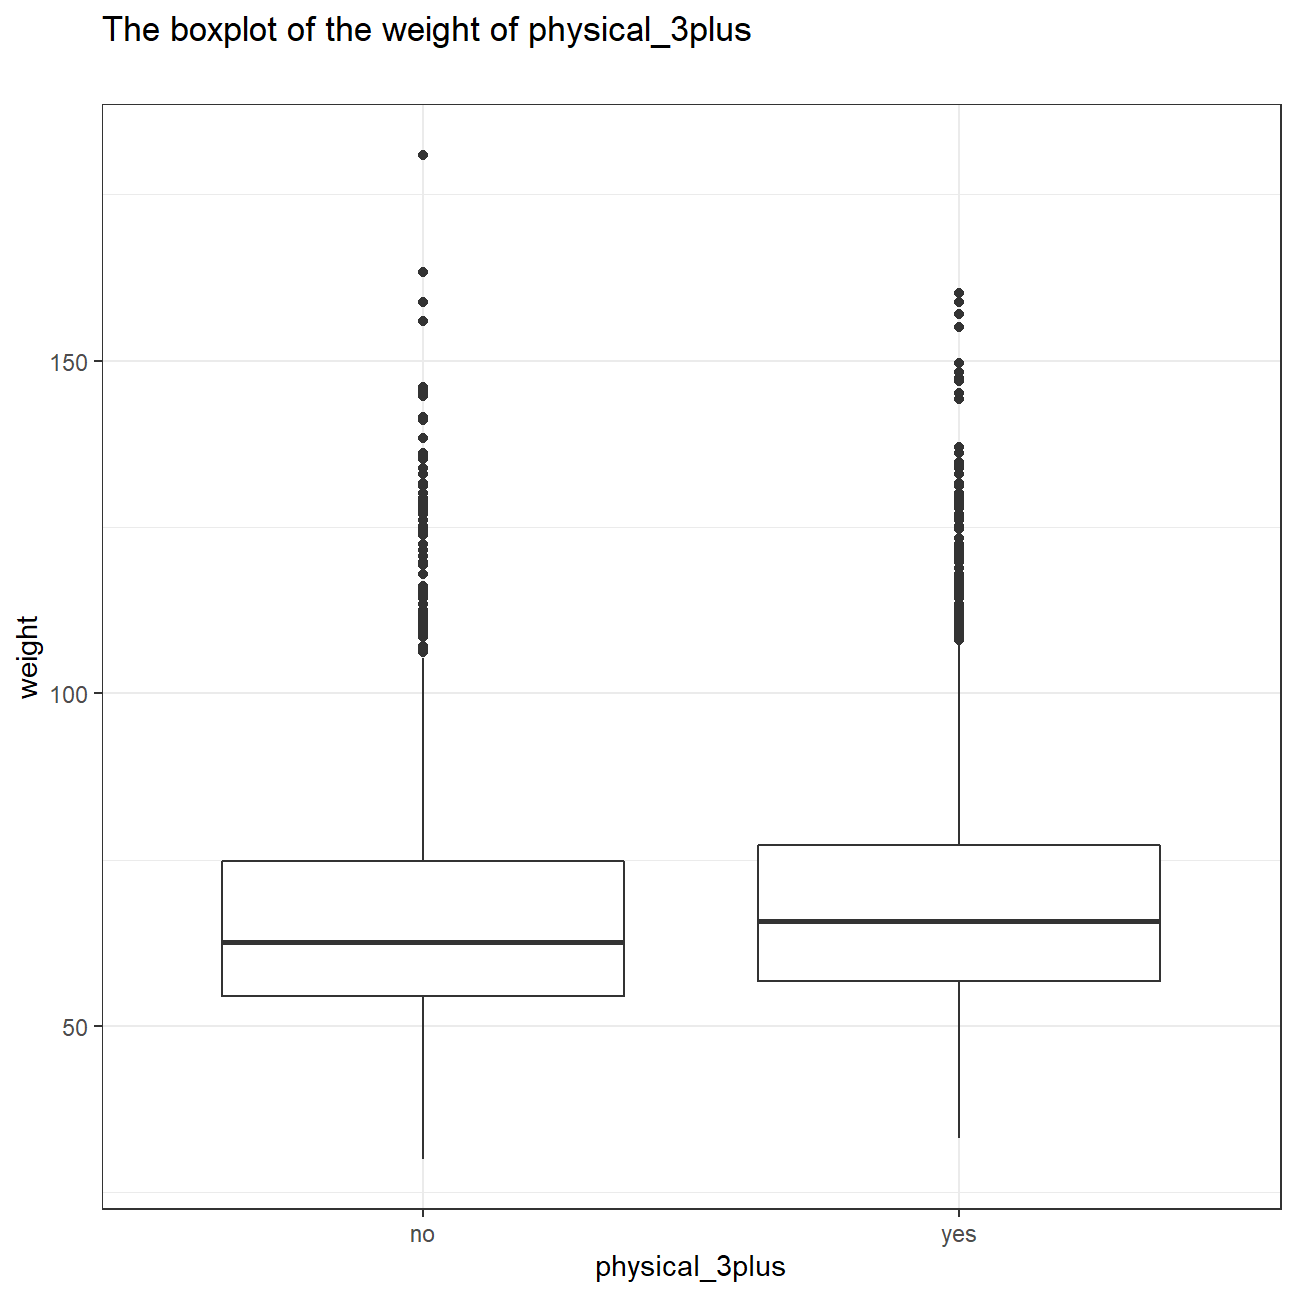 The boxplot of the weight of physical_3plus
150
100
50
weight
no yes
physical_3plus